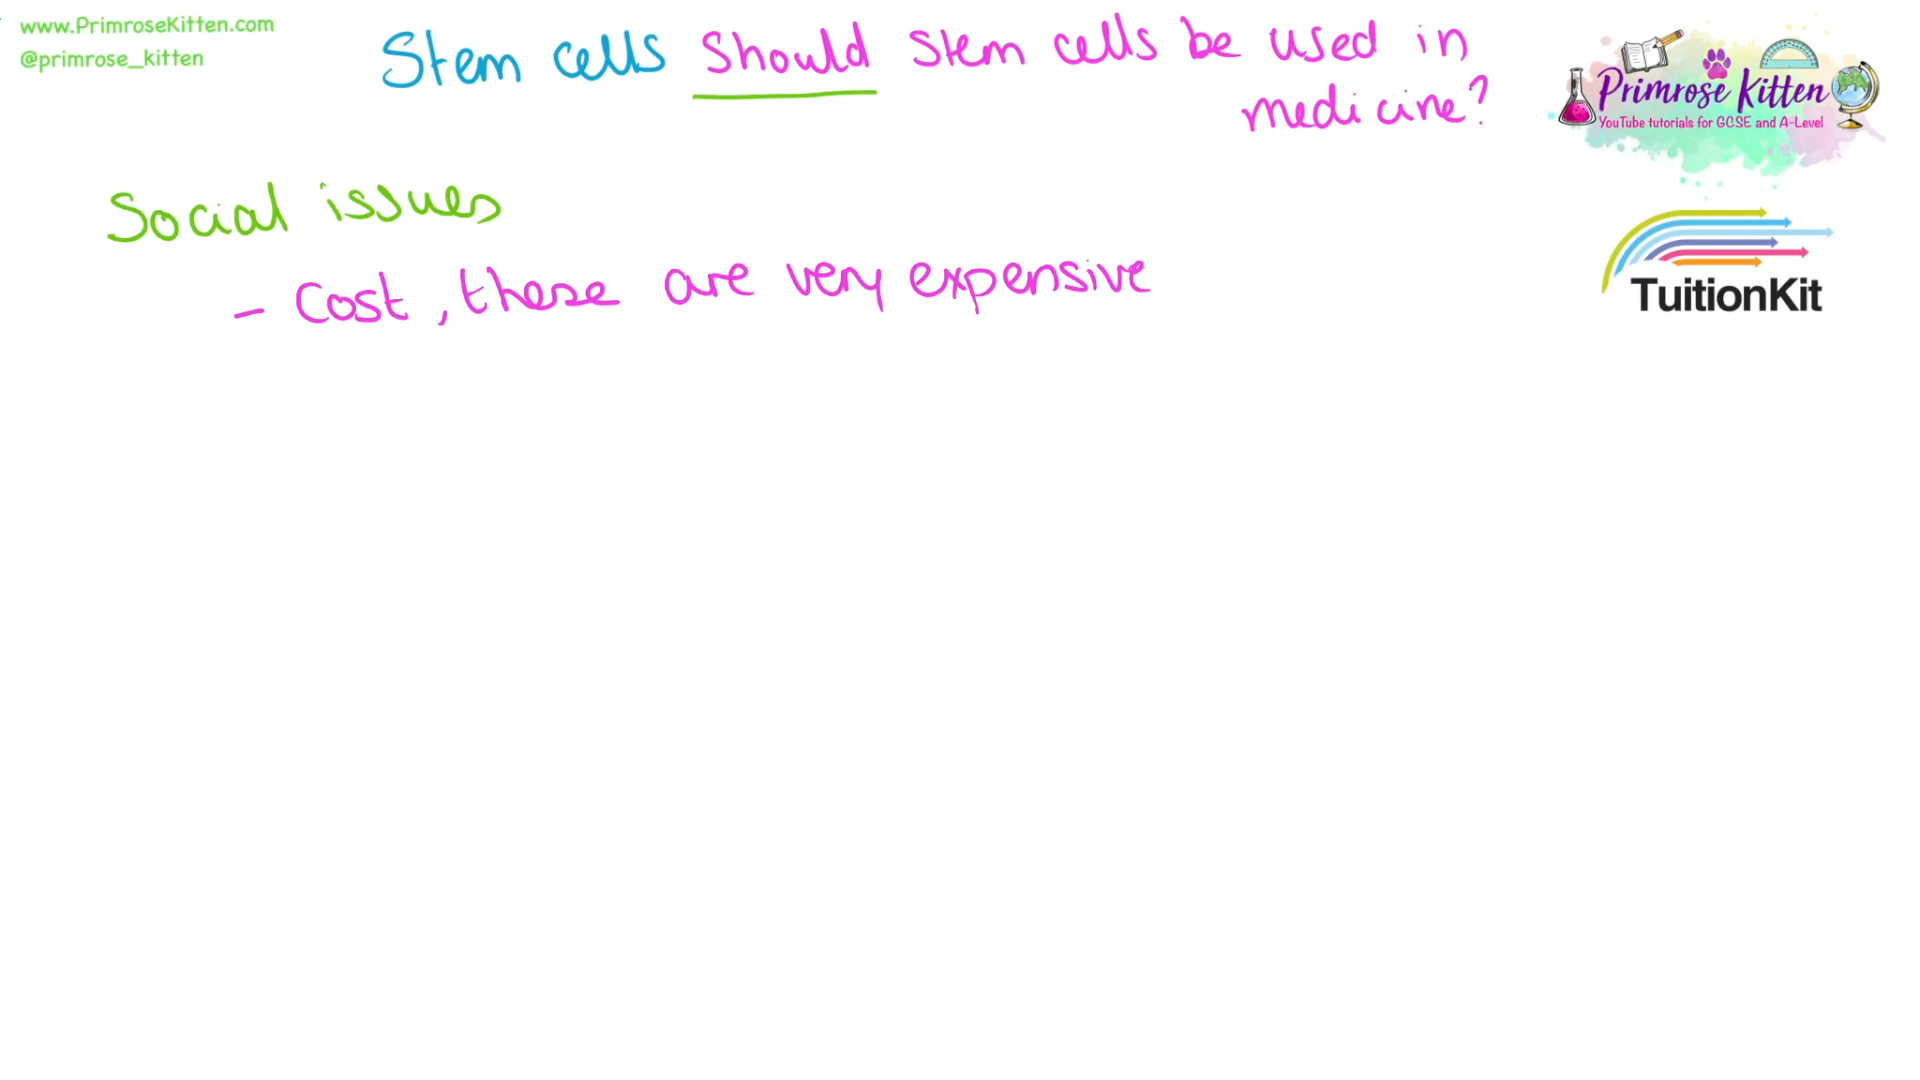 www.PrimroseKitten.com
@primrose_kitten
Stem cells should stem cells be used in
medicine?
Primrose Kitten
YouTube tutorials for GCSE and A-Level
Social issues
- Cost, these are very expensive
TuitionKit